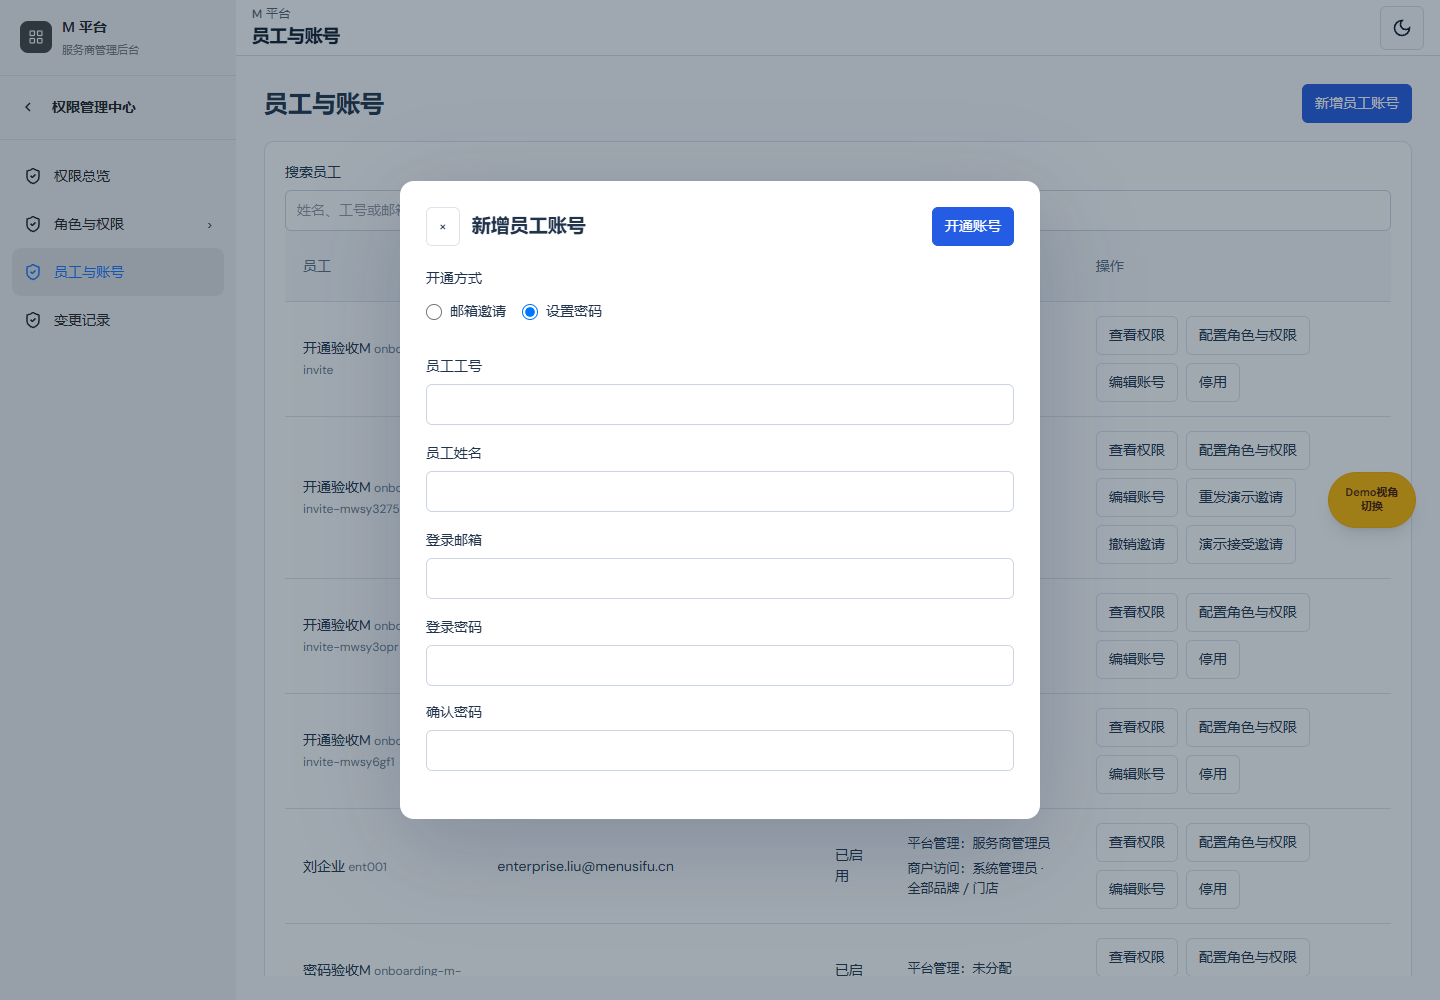 M 平台
服务商管理后台
权限管理中心
权限总览
角色与权限
员工与账号
变更记录
M 平台
员工与账号
员工与账号
新增员工账号
搜索员工
姓名、工号或邮
员工
操作
开通验收M onbo
invite
查看权限
配置角色与权限
编辑账号
停用
开通验收M onbo
invite-mwsy3275
查看权限
配置角色与权限
编辑账号
重发演示邀请
撤销邀请
演示接受邀请
Demo视角
切换
开通验收M onbo
invite-mwsy3opr
查看权限
配置角色与权限
编辑账号
停用
开通验收M onbo
invite-mwsy6gf1
查看权限
配置角色与权限
编辑账号
停用
刘企业 ent001
enterprise.liu@menusifu.cn
已启
用
平台管理：服务商管理员
商户访问：系统管理员 ·
全部品牌 / 门店
查看权限
配置角色与权限
编辑账号
停用
密码验收M onboarding-m-
已启
平台管理：未分配
查看权限
配置角色与权限
× 新增员工账号
开通账号
开通方式
邮箱邀请
设置密码
员工工号
员工姓名
登录邮箱
登录密码
确认密码